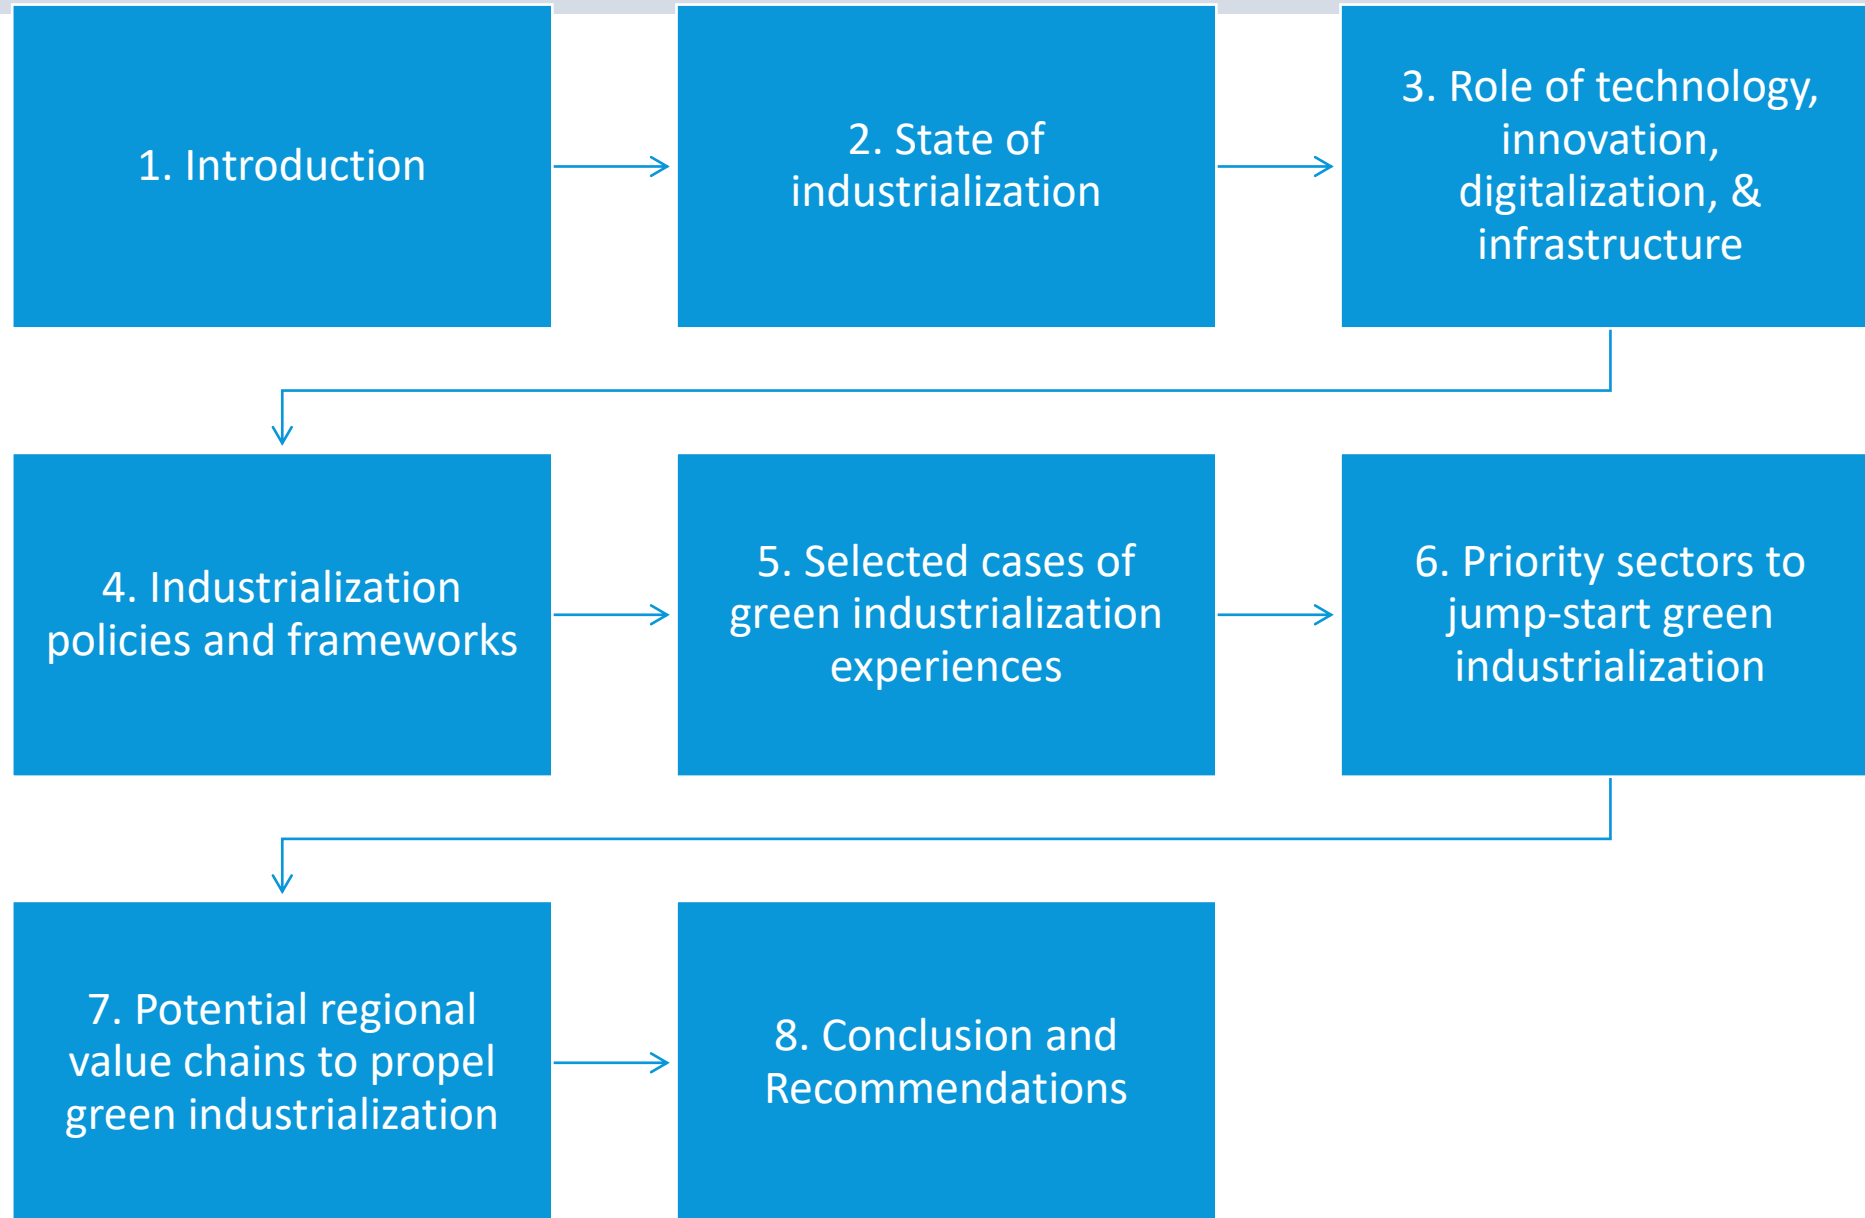 1. Introduction
2. State of
industrialization
3. Role of technology,
innovation,
digitalization, &
infrastructure
4. Industrialization
policies and frameworks
5. Selected cases of
green industrialization
experiences
6. Priority sectors to
jump-start green
industrialization
7. Potential regional
value chains to propel
green industrialization
8. Conclusion and
Recommendations